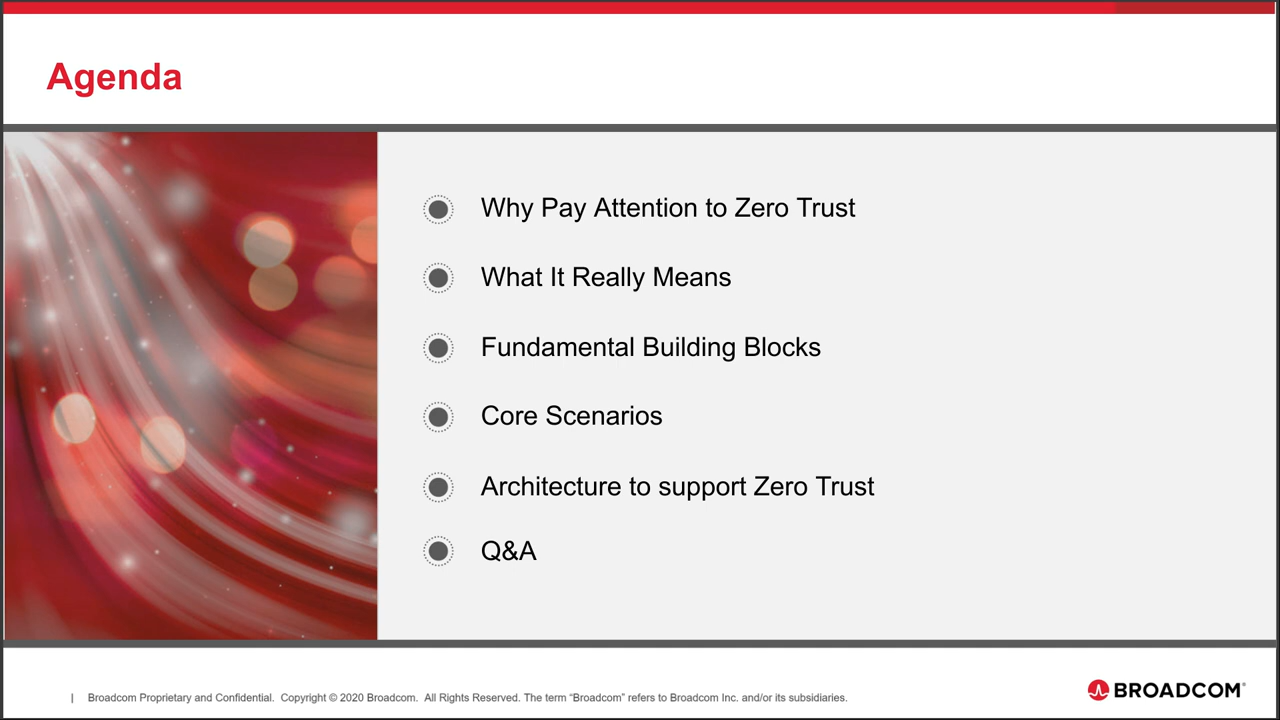 Agenda
Why Pay Attention to Zero Trust
What It Really Means
Fundamental Building Blocks
Core Scenarios
Architecture to support Zero Trust
Q&A
| Broadcom Proprietary and Confidential. Copyright © 2020 Broadcom. All Rights Reserved. The term “Broadcom” refers to Broadcom Inc. and/or its subsidiaries.
BROADCOM®